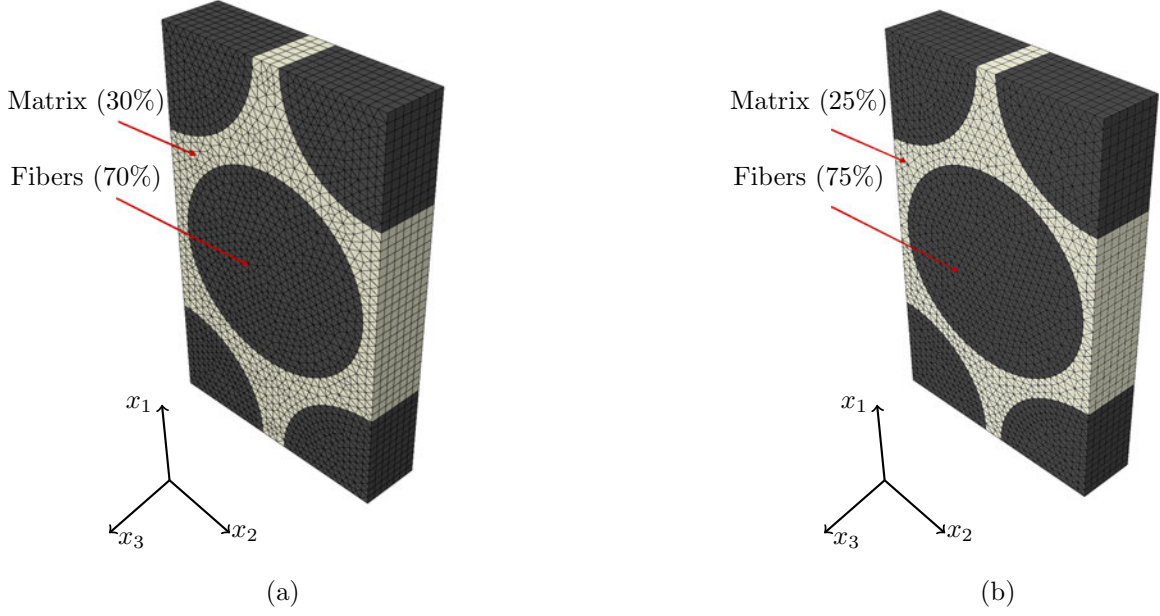 Matrix (30%)
Fibers (70%)
x₁
x₂
x₃
(a)
Matrix (25%)
Fibers (75%)
x₁
x₂
x₃
(b)